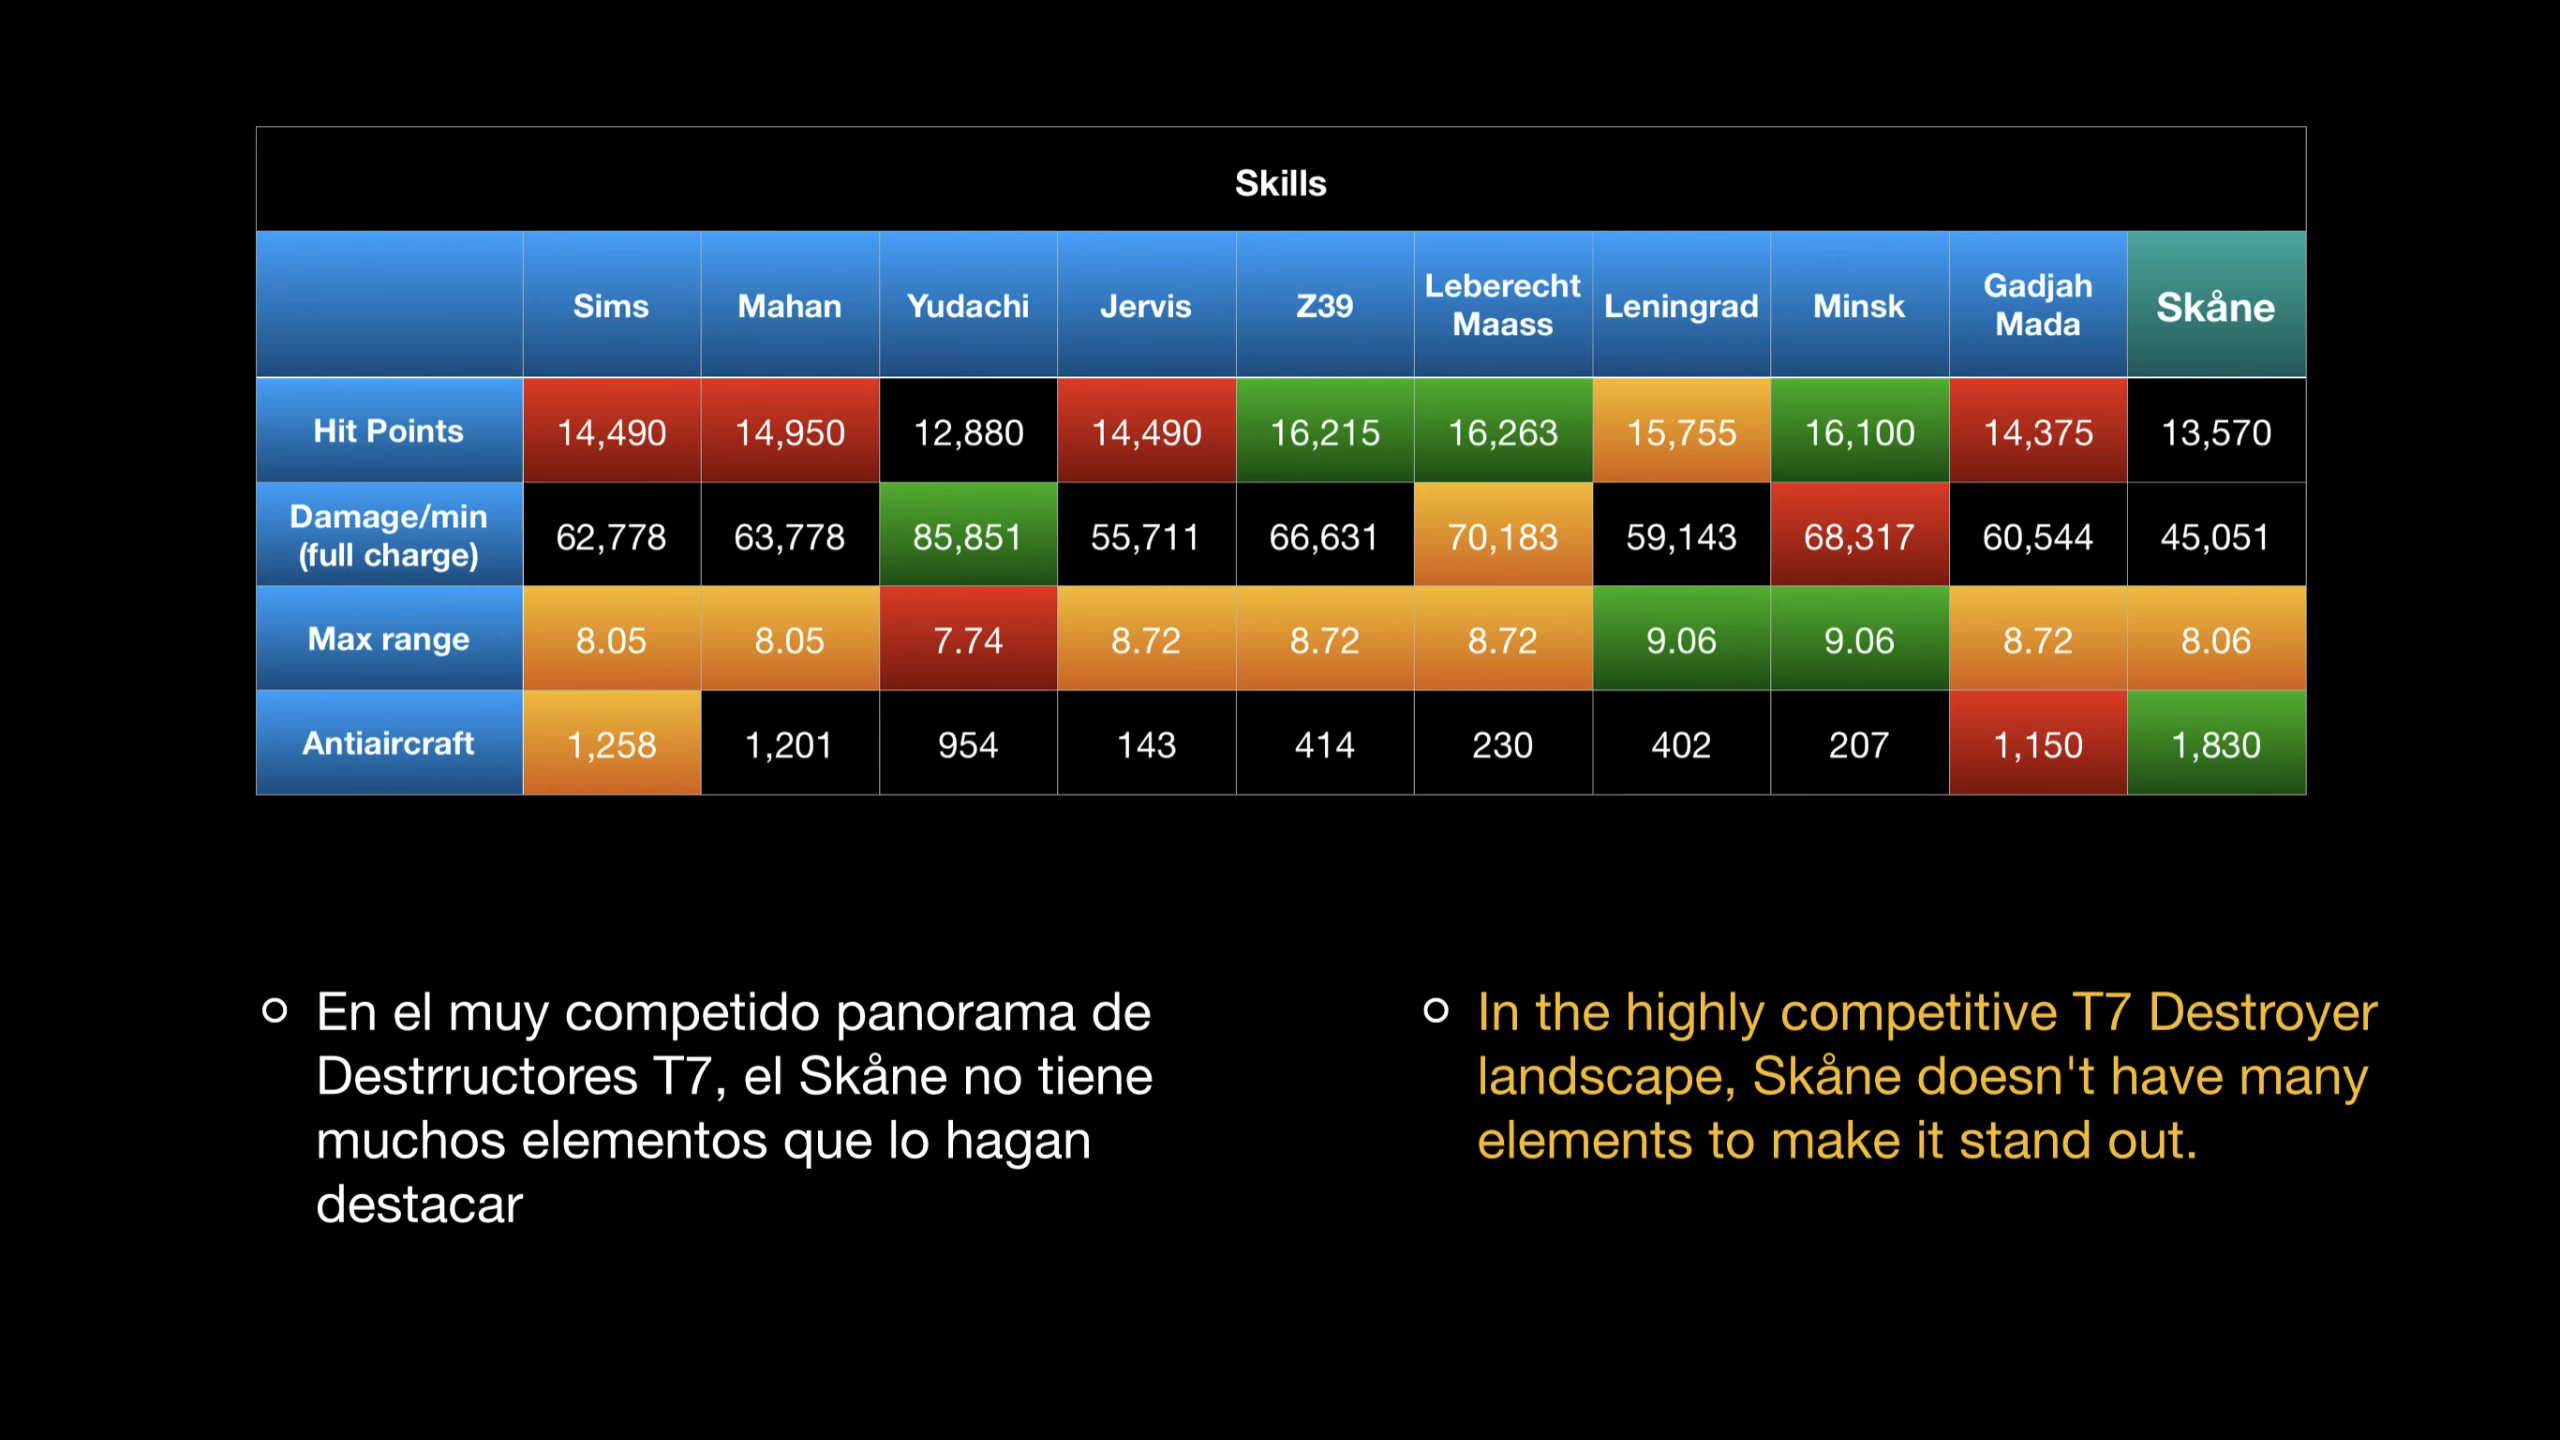 Skills
Sims Mahan Yudachi Jervis Z39 Leberecht Maass Leningrad Minsk Gadjah Mada Skåne
Hit Points 14,490 14,950 12,880 14,490 16,215 16,263 15,755 16,100 14,375 13,570
Damage/min (full charge) 62,778 63,778 85,851 55,711 66,631 70,183 59,143 68,317 60,544 45,051
Max range 8.05 8.05 7.74 8.72 8.72 8.72 9.06 9.06 8.72 8.06
Antiaircraft 1,258 1,201 954 143 414 230 402 207 1,150 1,830
En el muy competido panorama de
Destrructores T7, el Skåne no tiene
muchos elementos que lo hagan
destacar
In the highly competitive T7 Destroyer
landscape, Skåne doesn't have many
elements to make it stand out.